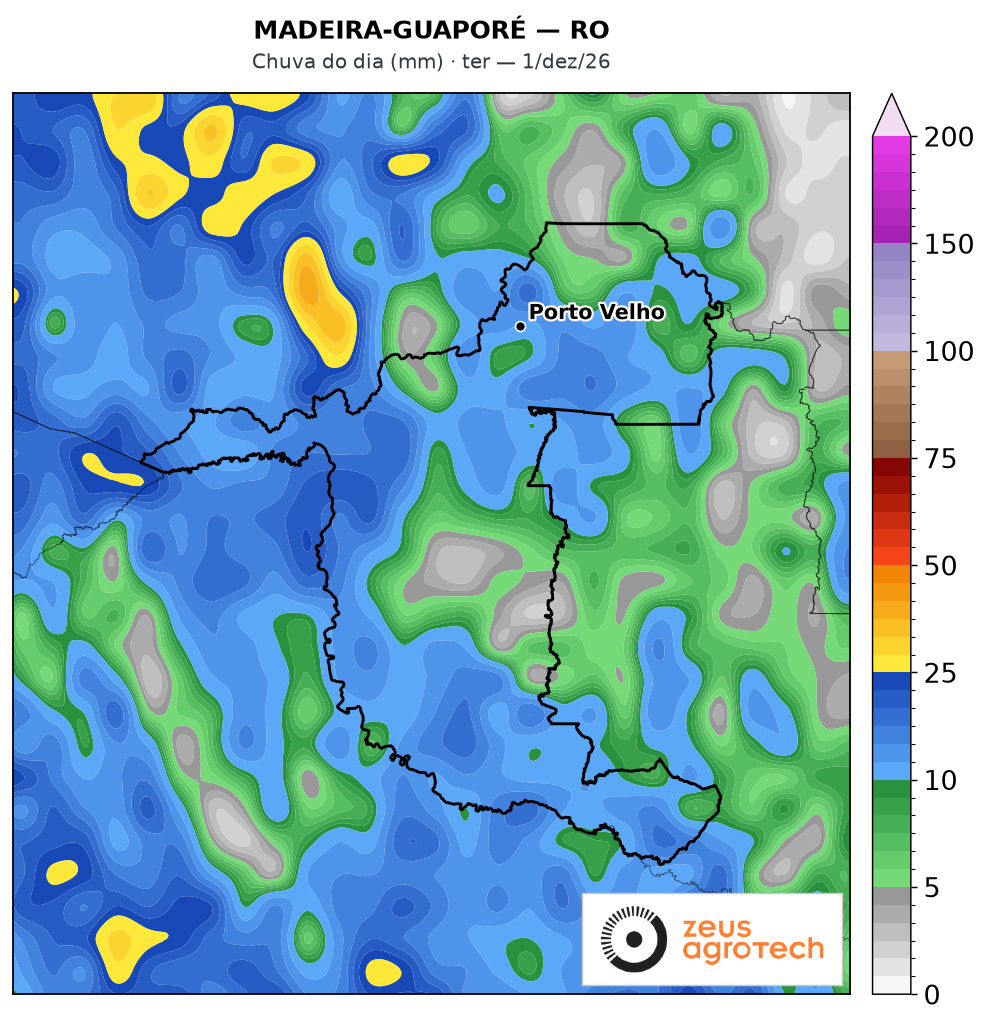 MADEIRA-GUAPORÉ — RO
Chuva do dia (mm) · ter — 1/dez/26
200
150
100
75
50
25
10
5
0
Porto Velho
zeus
agrotech